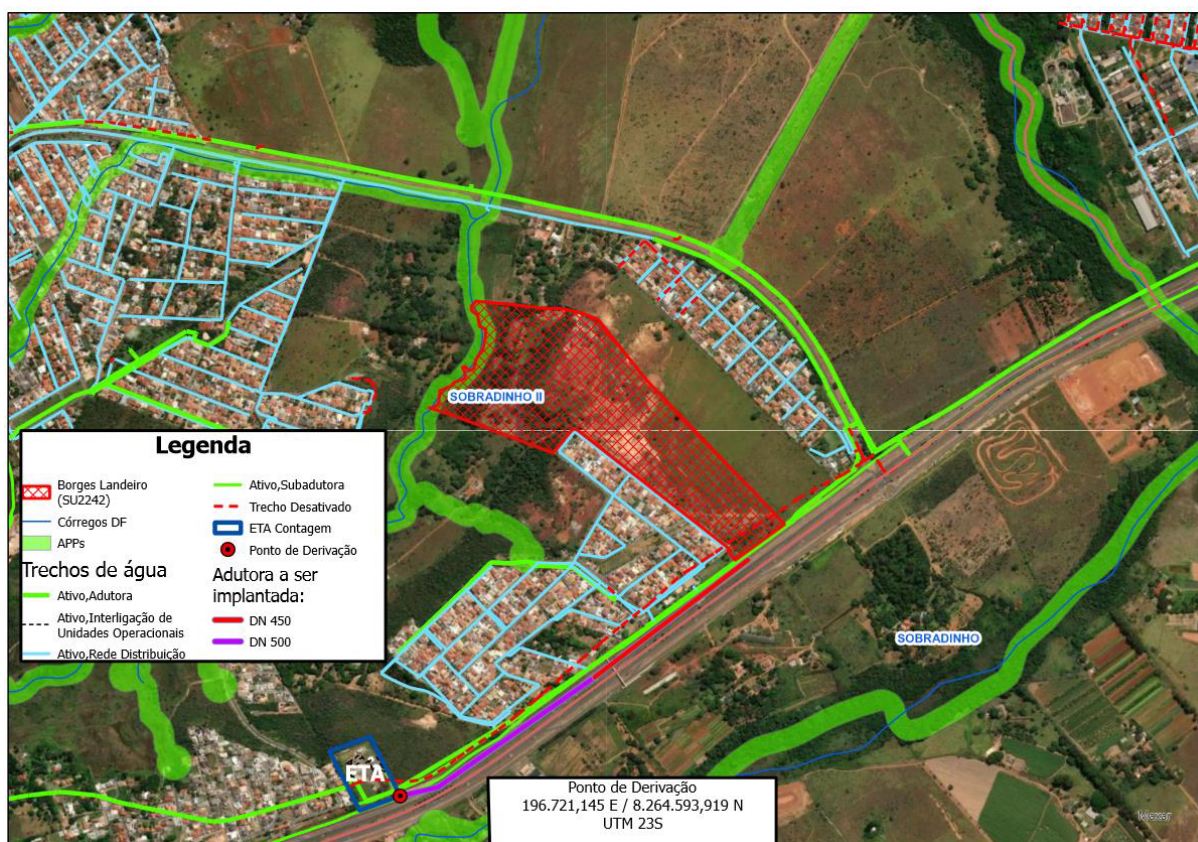 SOBRADINHO II
SOBRADINHO
ETA
Legenda
Borges Landeiro
(SU2242)
Córregos DF
APPs
Trechos de água
Ativo,Adutora
Ativo,Interligação de
Unidades Operacionais
Ativo,Rede Distribuição
Ativo,Subadutora
Trecho Desativado
ETA Contagem
Ponto de Derivação
Adutora a ser
implantada:
DN 450
DN 500
Ponto de Derivação
196.721,145 E / 8.264.593,919 N
UTM 23S
Maxar